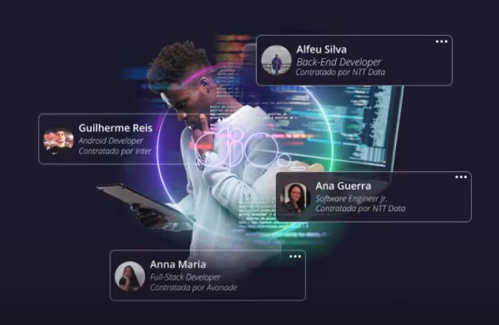 Alfeu Silva
Back-End Developer
Contratado por NTT Data
Guilherme Reis
Android Developer
Contratado por Inter
Ana Guerra
Software Engineer Jr.
Contratada por NTT Data
Anna Maria
Full-Stack Developer
Contratada por Avanade